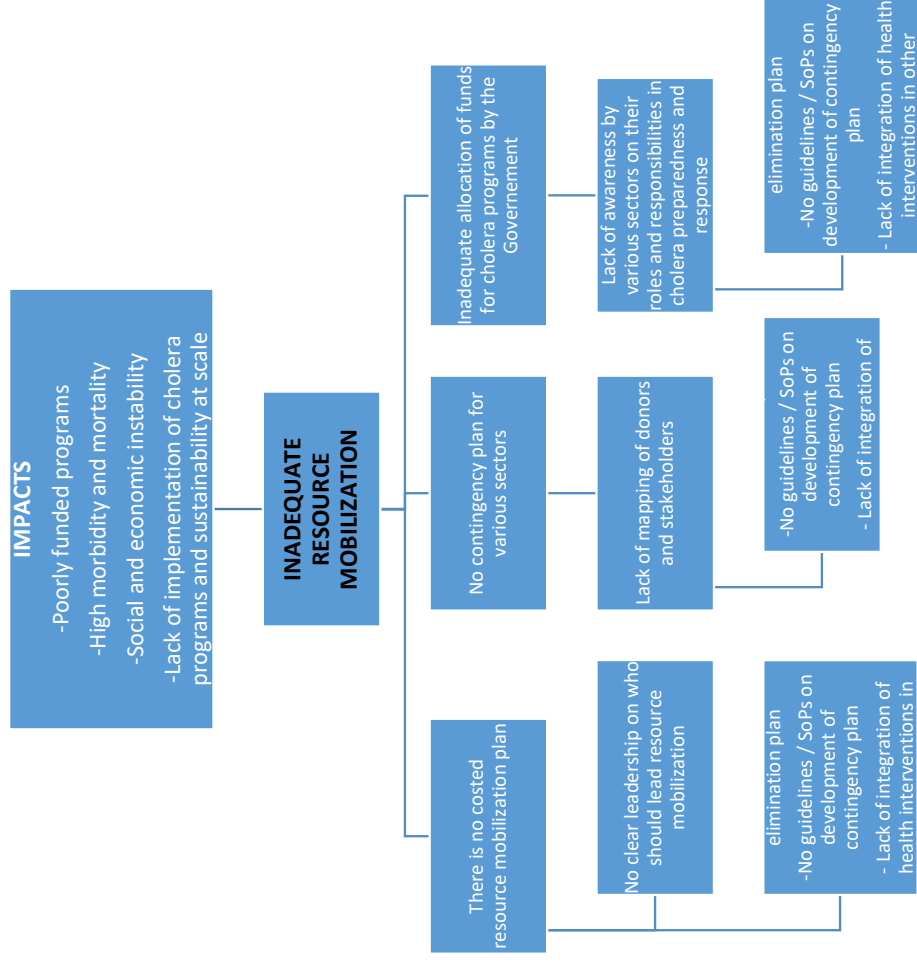 IMPACTS
-Poorly funded programs
-High morbidity and mortality
-Social and economic instability
-Lack of implementation of cholera
programs and sustainability at scale
INADEQUATE
RESOURCE
MOBILIZATION
There is no costed
resource mobilization plan
No contingency plan for
various sectors
Inadequate allocation of funds
for cholera programs by the
Governement
No clear leadership on who
should lead resource
mobilization
Lack of mapping of donors
and stakeholders
Lack of awareness by
various sectors on their
roles and responsibilities in
cholera preparedness and
response
elimination plan
-No guidelines / SoPs on
development of
contingency plan
- Lack of integration of
health interventions in
-No guidelines / SoPs on
development of
contingency plan
- Lack of integration of
elimination plan
-No guidelines / SoPs on
development of contingency
plan
- Lack of integration of health
interventions in other